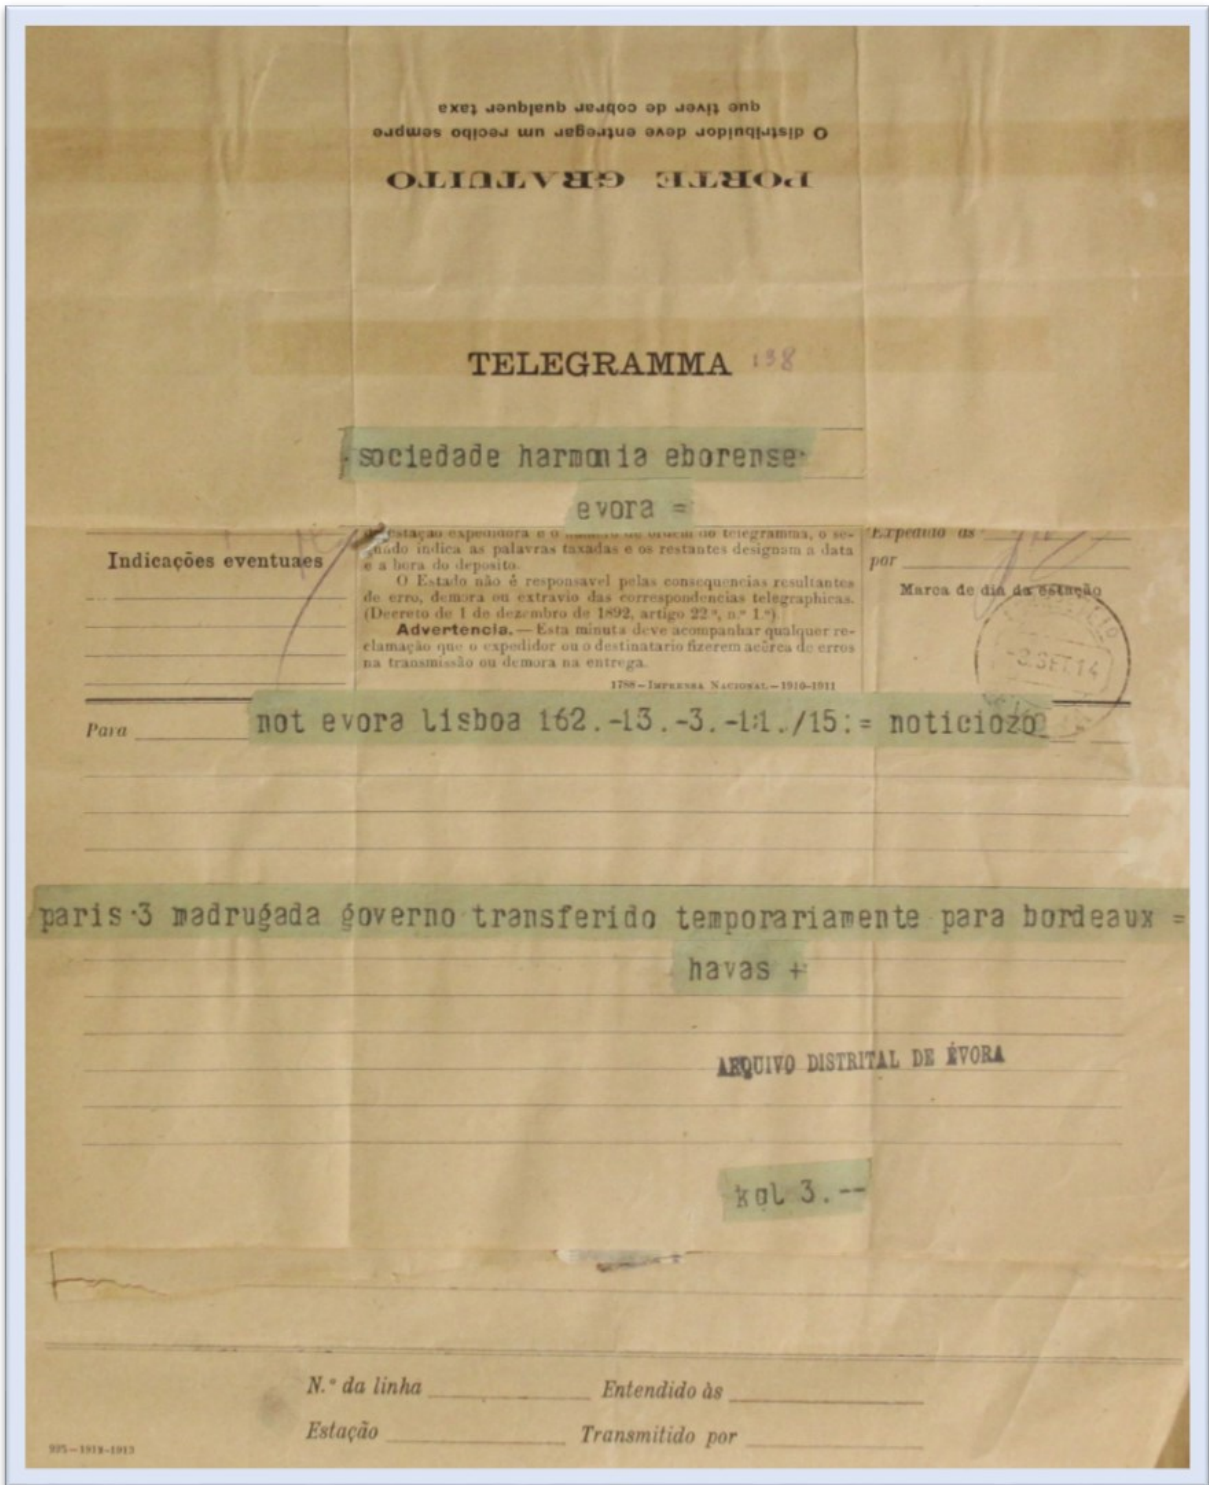 PORTE GRATUITO
O distribuidor deve entregar um recibo sempre
que tiver de cobrar qualquer taxa
TELEGRAMMA 138
sociedade harmonia eborense
evora =
Indicações eventuaes
estação expedidora e o numero de ordem do telegramma, o se-
gundo indica as palavras taxadas e os restantes designam a data
e a hora do deposito.
O Estado não é responsavel pelas consequencias resultantes
de erro, demora ou extravio das correspondencias telegraphicas.
(Decreto de 1 de dezembro de 1892, artigo 22.º, n.º 1.º)
Advertencia. — Esta minuta deve acompanhar qualquer re-
clamação que o expedidor ou o destinatario fizerem acêrca de erros
na transmissão ou demora na entrega.
1788 – IMPRENSA NACIONAL – 1910-1911
Expedido ás
por
Marca de dia da estação
-3.SET.14
Para
not evora lisboa 162.-13.-3.-11./15:= noticiozo
paris 3 madrugada governo transferido temporariamente para bordeaux =
havas +
ARQUIVO DISTRITAL DE ÉVORA
kgl 3.--
N.º da linha
Entendido às
Estação
Transmitido por